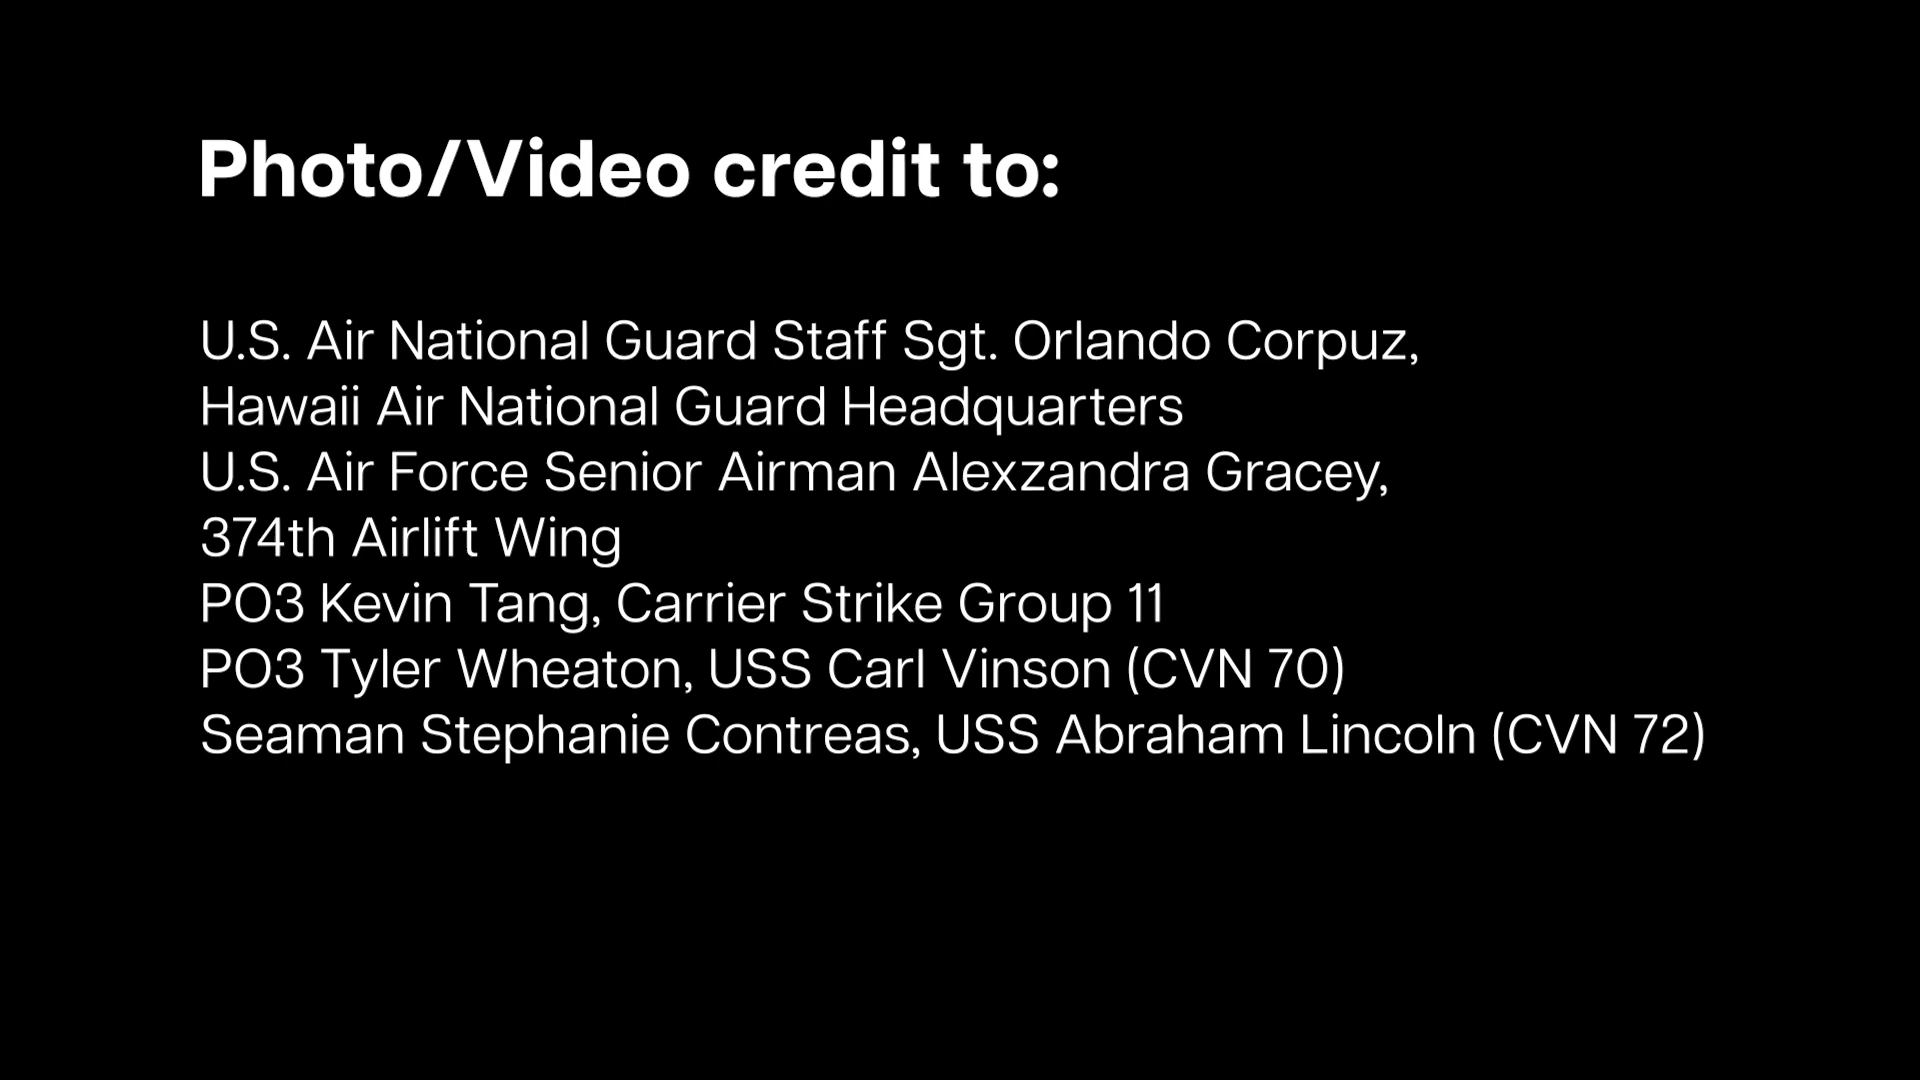 Photo/Video credit to:
U.S. Air National Guard Staff Sgt. Orlando Corpuz,
Hawaii Air National Guard Headquarters
U.S. Air Force Senior Airman Alexzandra Gracey,
374th Airlift Wing
PO3 Kevin Tang, Carrier Strike Group 11
PO3 Tyler Wheaton, USS Carl Vinson (CVN 70)
Seaman Stephanie Contreas, USS Abraham Lincoln (CVN 72)